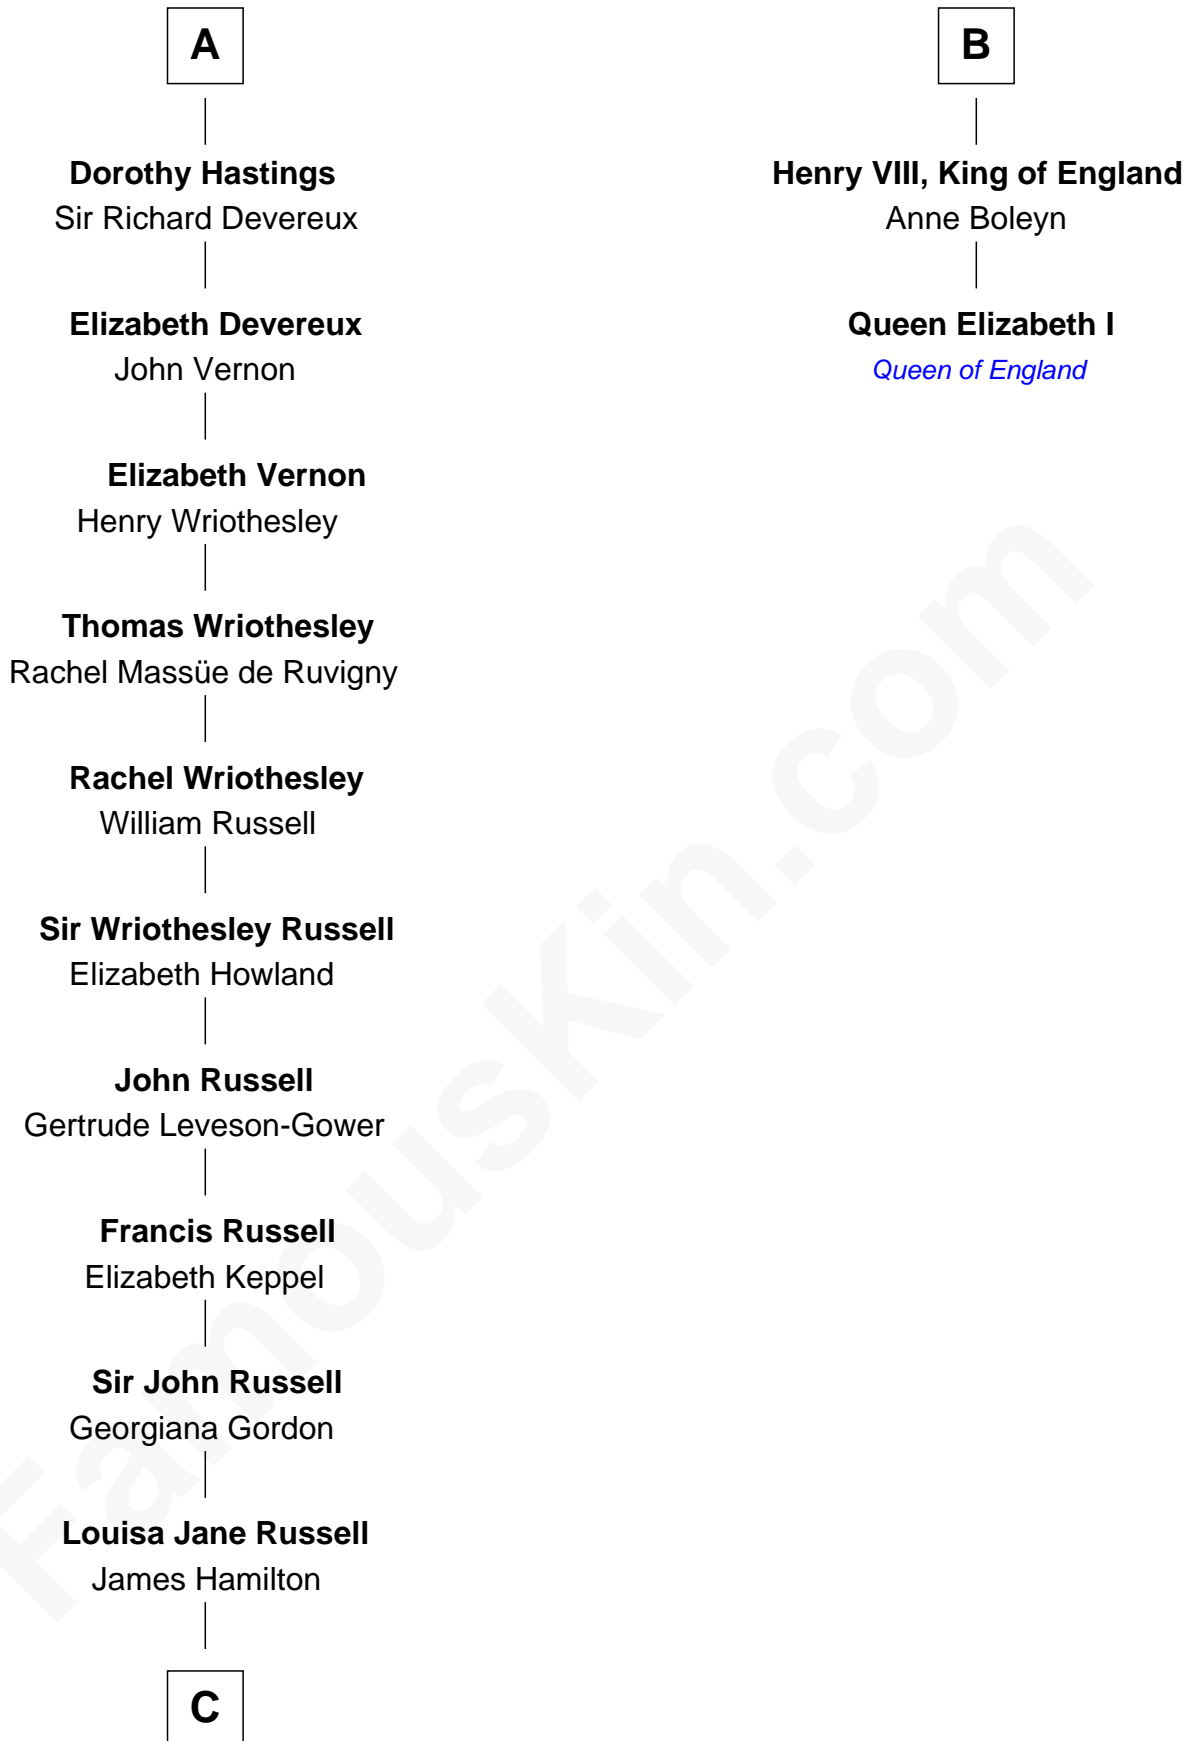 A
Dorothy Hastings
Sir Richard Devereux
Elizabeth Devereux
John Vernon
Elizabeth Vernon
Henry Wriothesley
Thomas Wriothesley
Rachel Massüe de Ruvigny
Rachel Wriothesley
William Russell
Sir Wriothesley Russell
Elizabeth Howland
John Russell
Gertrude Leveson-Gower
Francis Russell
Elizabeth Keppel
Sir John Russell
Georgiana Gordon
Louisa Jane Russell
James Hamilton
C
B
Henry VIII, King of England
Anne Boleyn
Queen Elizabeth I
Queen of England
FamousKin.com